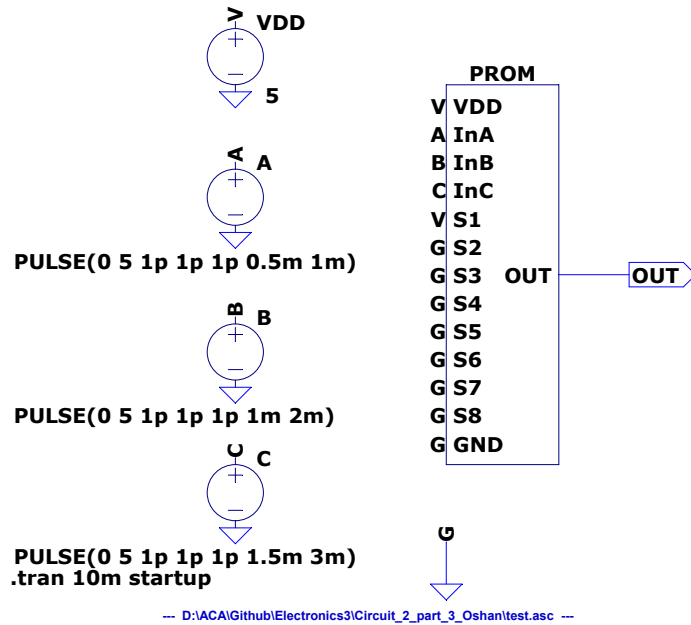 V
VDD
5
A
A
PULSE(0 5 1p 1p 1p 0.5m 1m)
B
B
PULSE(0 5 1p 1p 1p 1m 2m)
C
C
PULSE(0 5 1p 1p 1p 1.5m 3m)
.tran 10m startup
PROM
V VDD
A InA
B InB
C InC
V S1
G S2
G S3 OUT OUT
G S4
G S5
G S6
G S7
G S8
G GND
G
--- D:\ACA\Github\Electronics3\Circuit_2_part_3_Oshan\test.asc ---